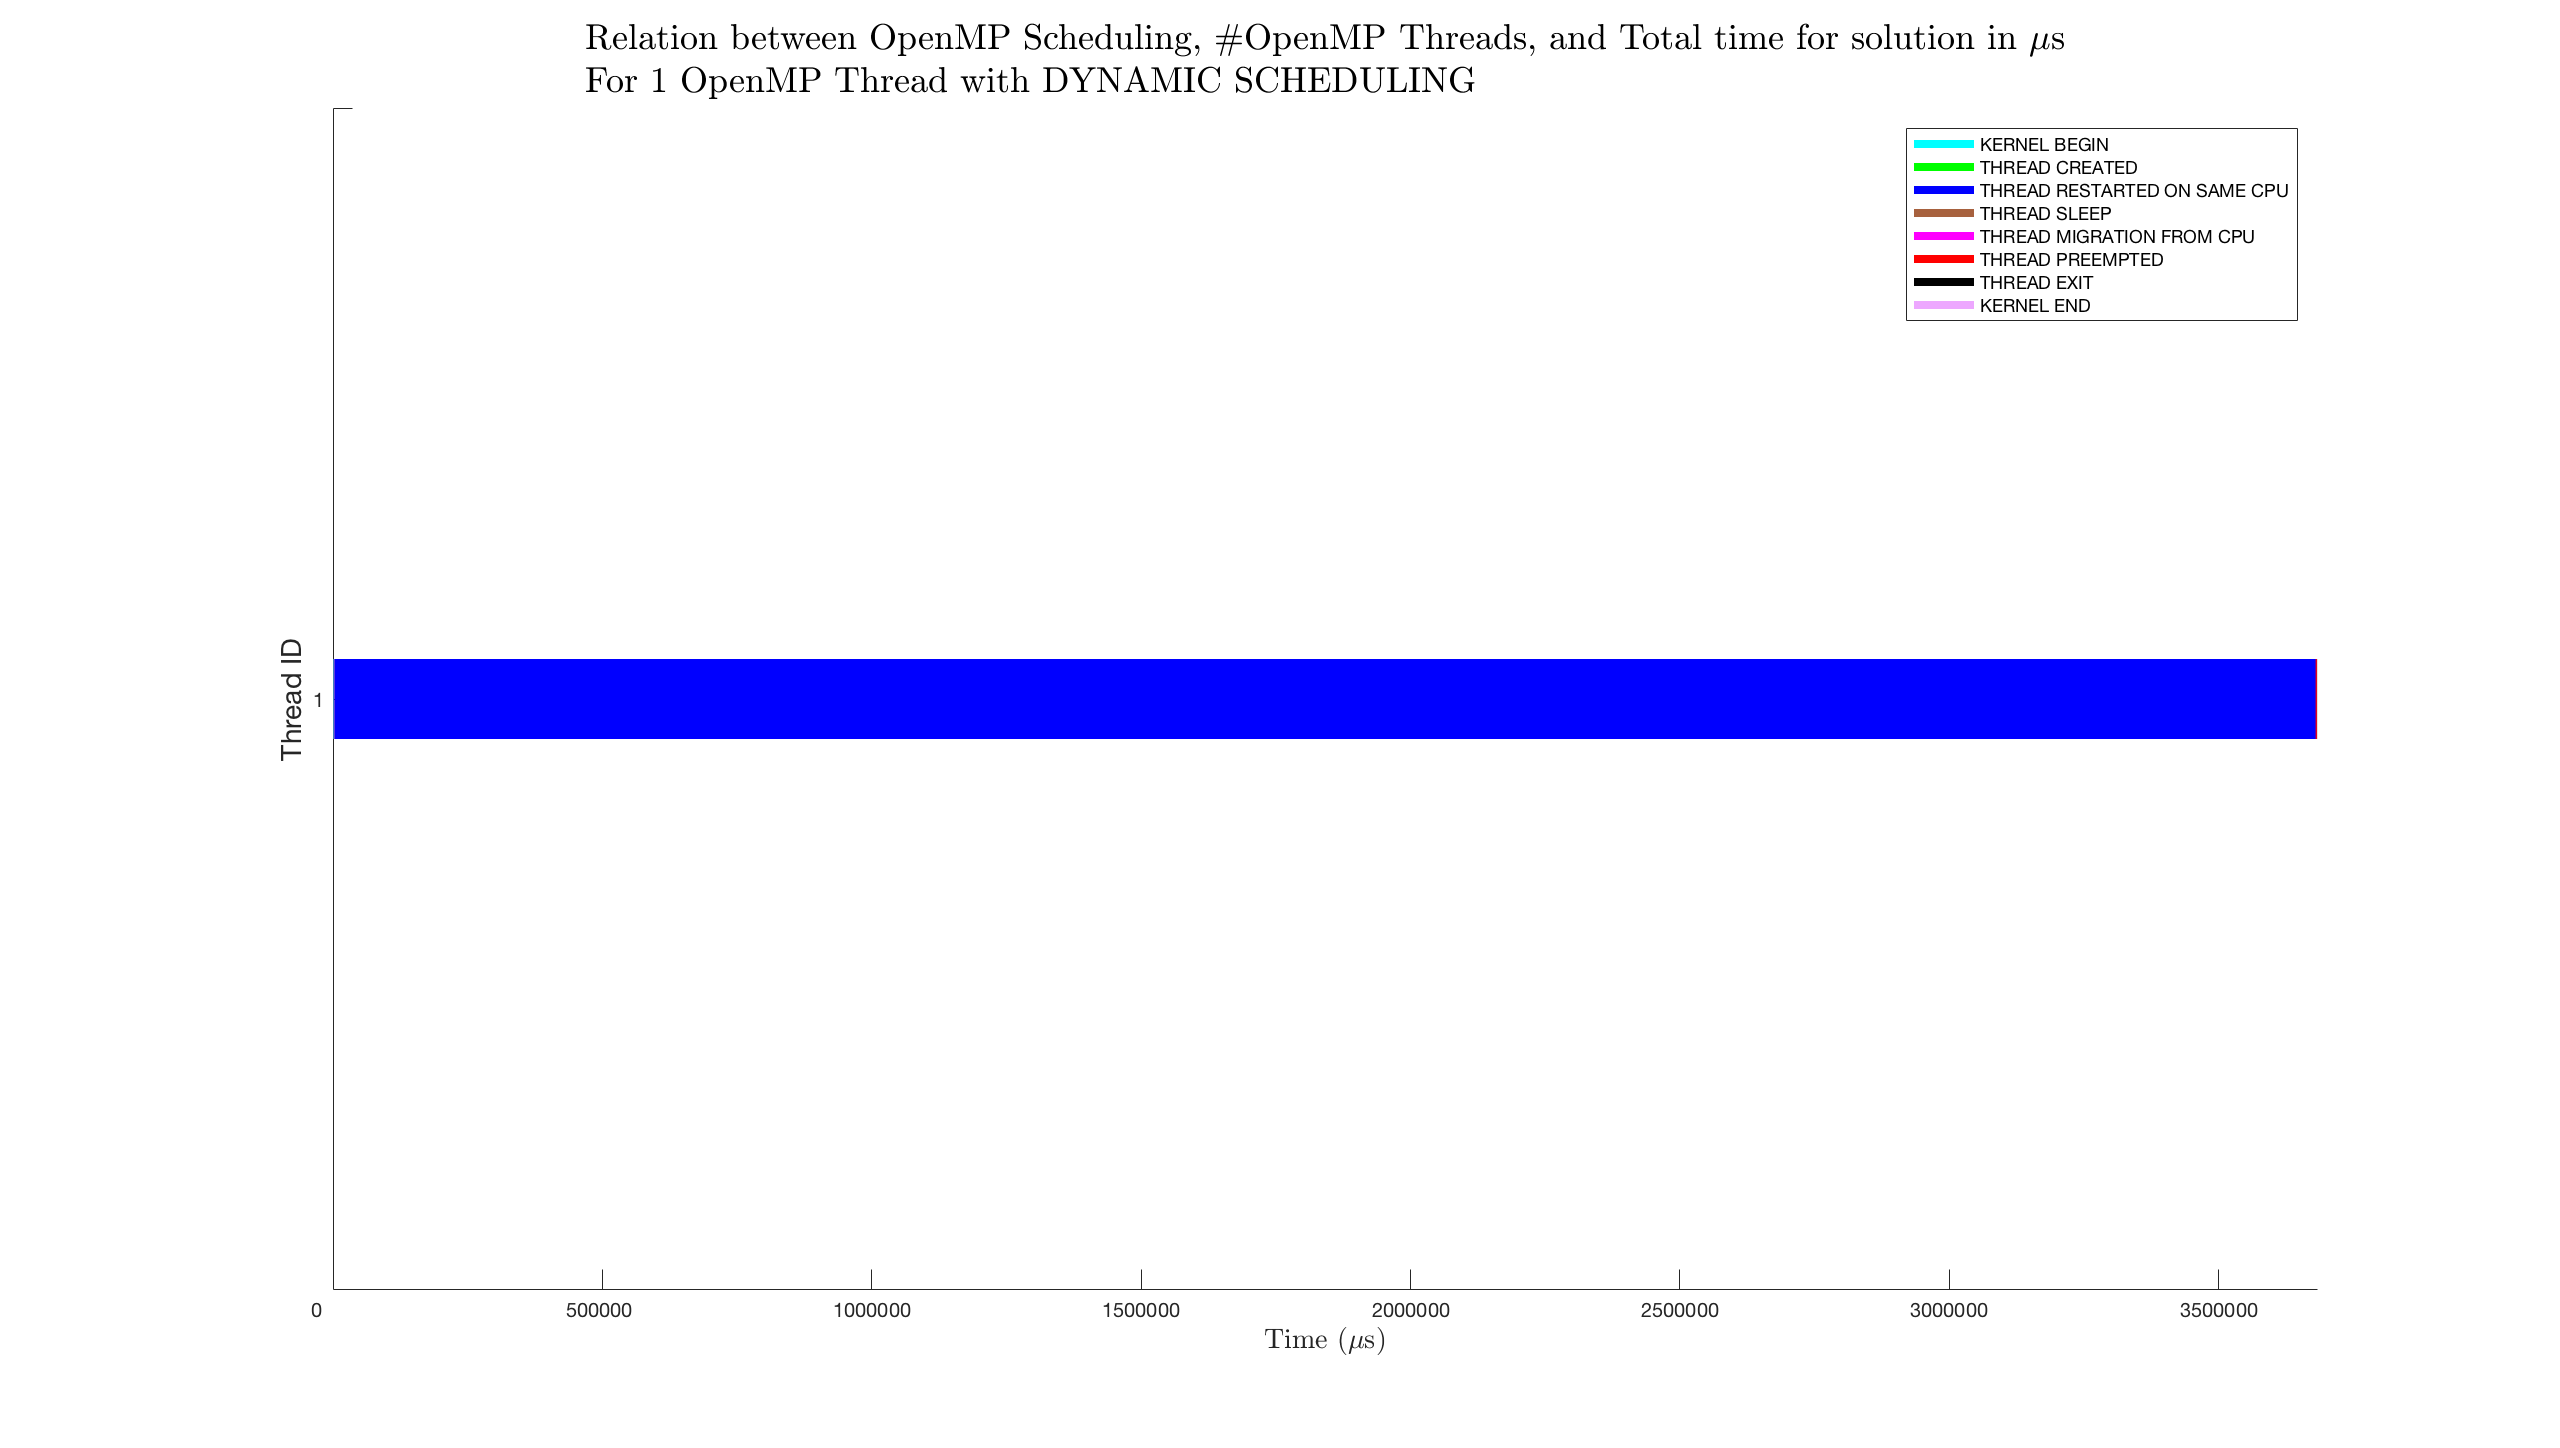 Relation between OpenMP Scheduling, #OpenMP Threads, and Total time for solution in μs
For 1 OpenMP Thread with DYNAMIC SCHEDULING
KERNEL BEGIN
THREAD CREATED
THREAD RESTARTED ON SAME CPU
THREAD SLEEP
THREAD MIGRATION FROM CPU
THREAD PREEMPTED
THREAD EXIT
KERNEL END
Thread ID
1
0 500000 1000000 1500000 2000000 2500000 3000000 3500000
Time (μs)